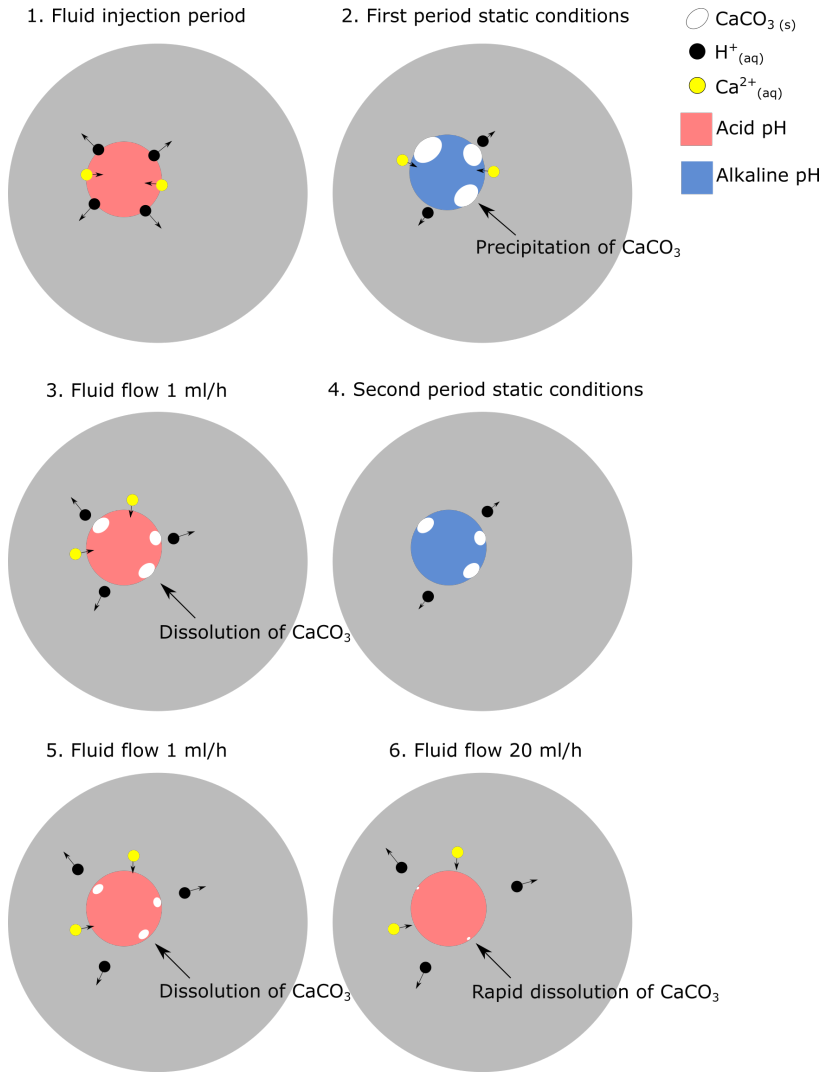 1. Fluid injection period
2. First period static conditions
CaCO₃ (s)
H⁺(aq)
Ca²⁺(aq)
Acid pH
Alkaline pH
Precipitation of CaCO₃
3. Fluid flow 1 ml/h
4. Second period static conditions
Dissolution of CaCO₃
5. Fluid flow 1 ml/h
6. Fluid flow 20 ml/h
Dissolution of CaCO₃
Rapid dissolution of CaCO₃